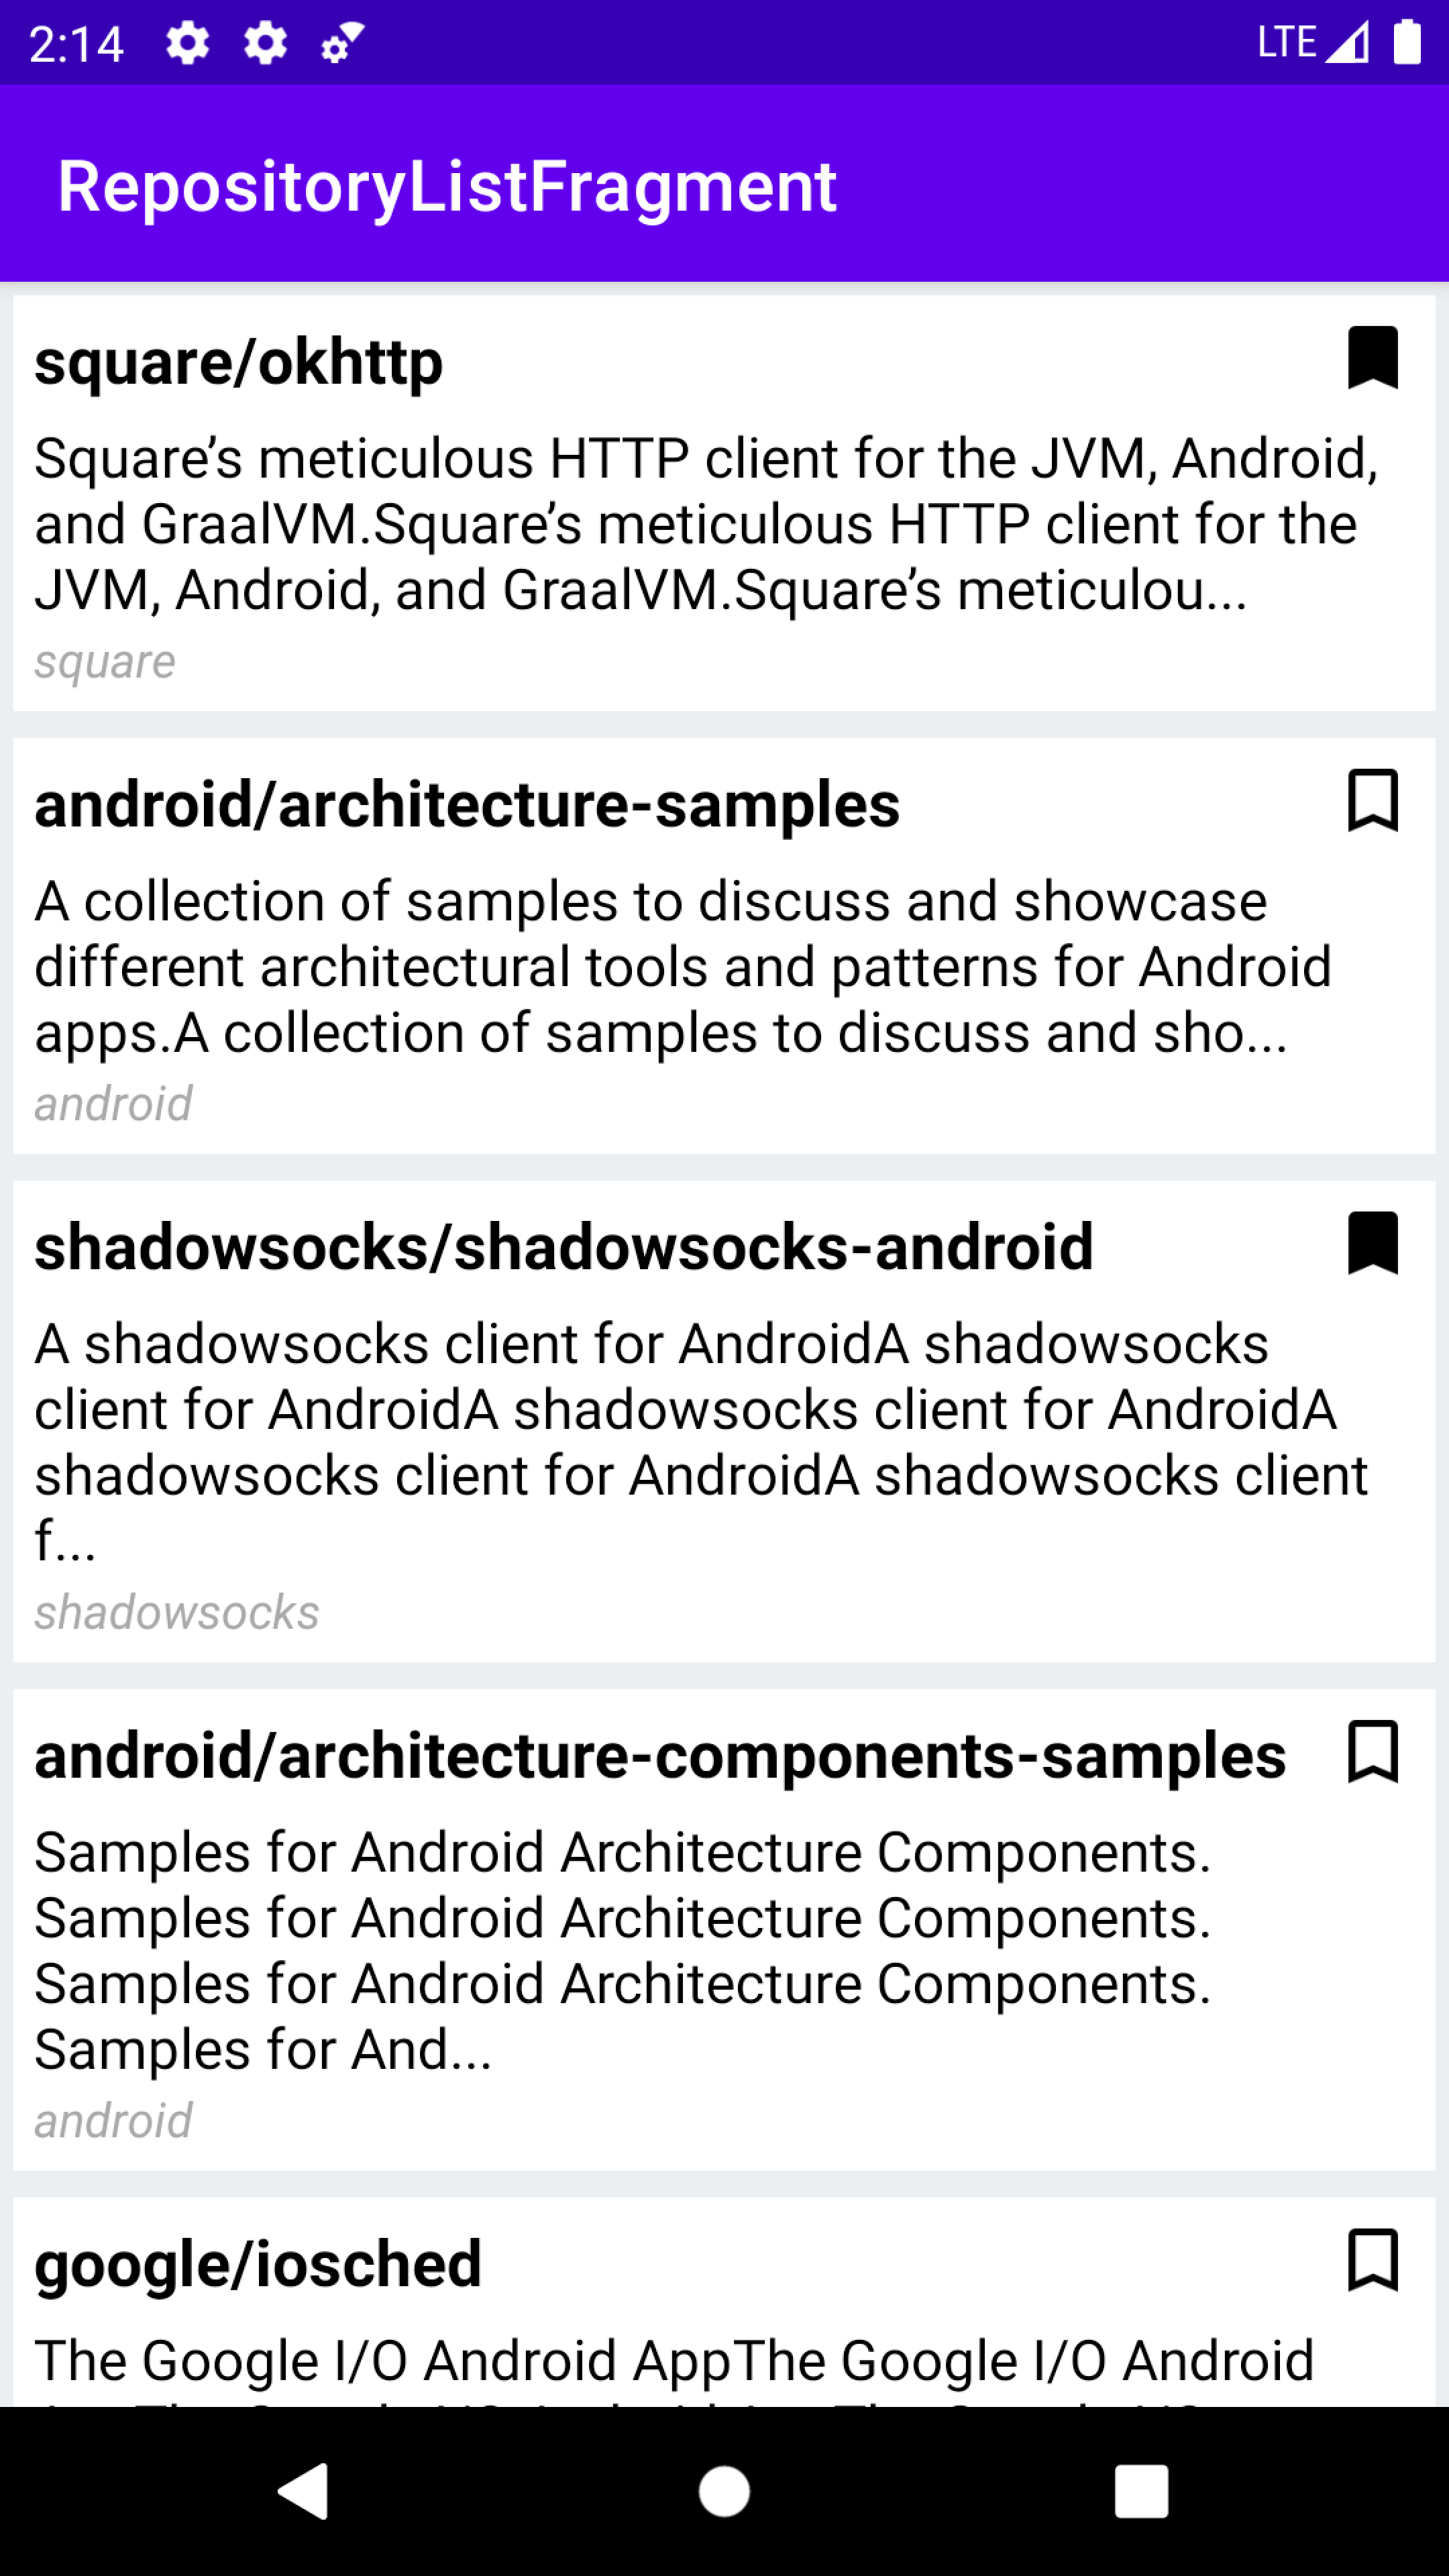 2:14
LTE
RepositoryListFragment
square/okhttp
Square’s meticulous HTTP client for the JVM, Android,
and GraalVM.Square’s meticulous HTTP client for the
JVM, Android, and GraalVM.Square’s meticulou...
square
android/architecture-samples
A collection of samples to discuss and showcase
different architectural tools and patterns for Android
apps.A collection of samples to discuss and sho...
android
shadowsocks/shadowsocks-android
A shadowsocks client for AndroidA shadowsocks
client for AndroidA shadowsocks client for AndroidA
shadowsocks client for AndroidA shadowsocks client
f...
shadowsocks
android/architecture-components-samples
Samples for Android Architecture Components.
Samples for Android Architecture Components.
Samples for Android Architecture Components.
Samples for And...
android
google/iosched
The Google I/O Android AppThe Google I/O Android